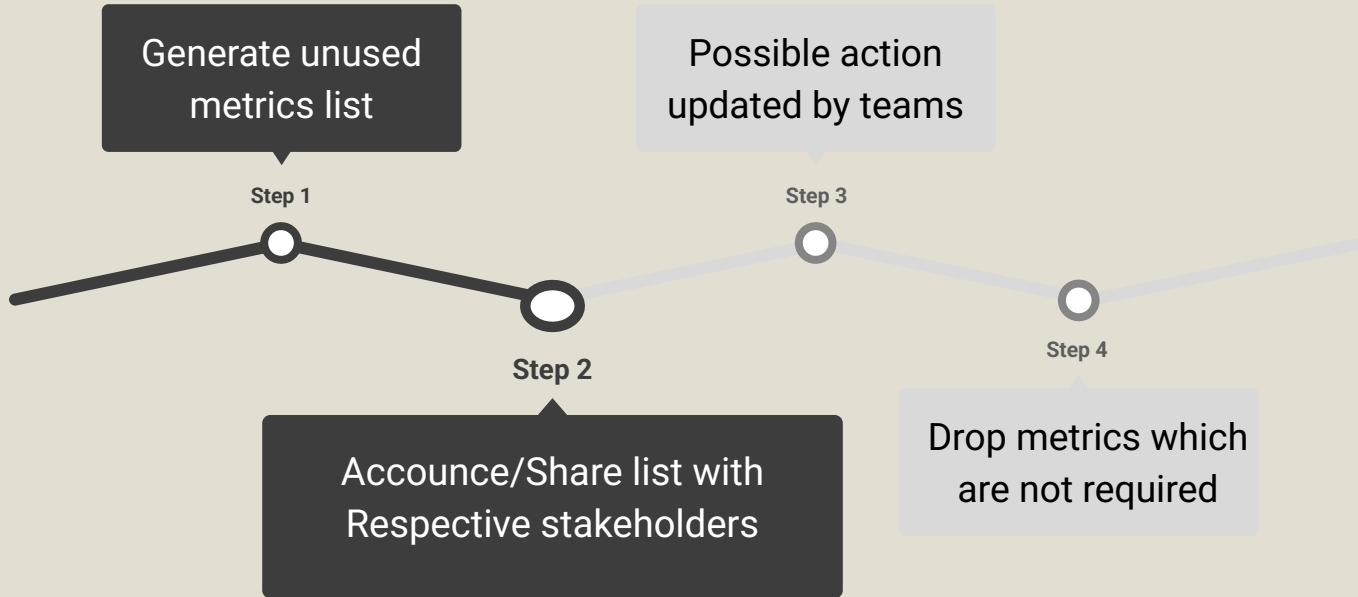 Generate unused
metrics list
Step 1
Step 2
Accounce/Share list with
Respective stakeholders
Possible action
updated by teams
Step 3
Step 4
Drop metrics which
are not required